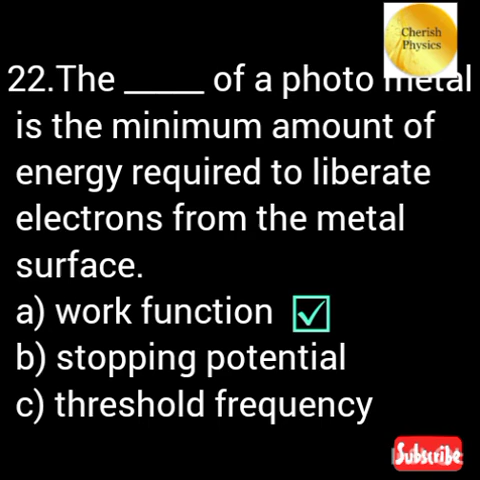 Cherish
Physics
22.The _____ of a photo metal
is the minimum amount of
energy required to liberate
electrons from the metal
surface.
a) work function ☑
b) stopping potential
c) threshold frequency
Subscribe